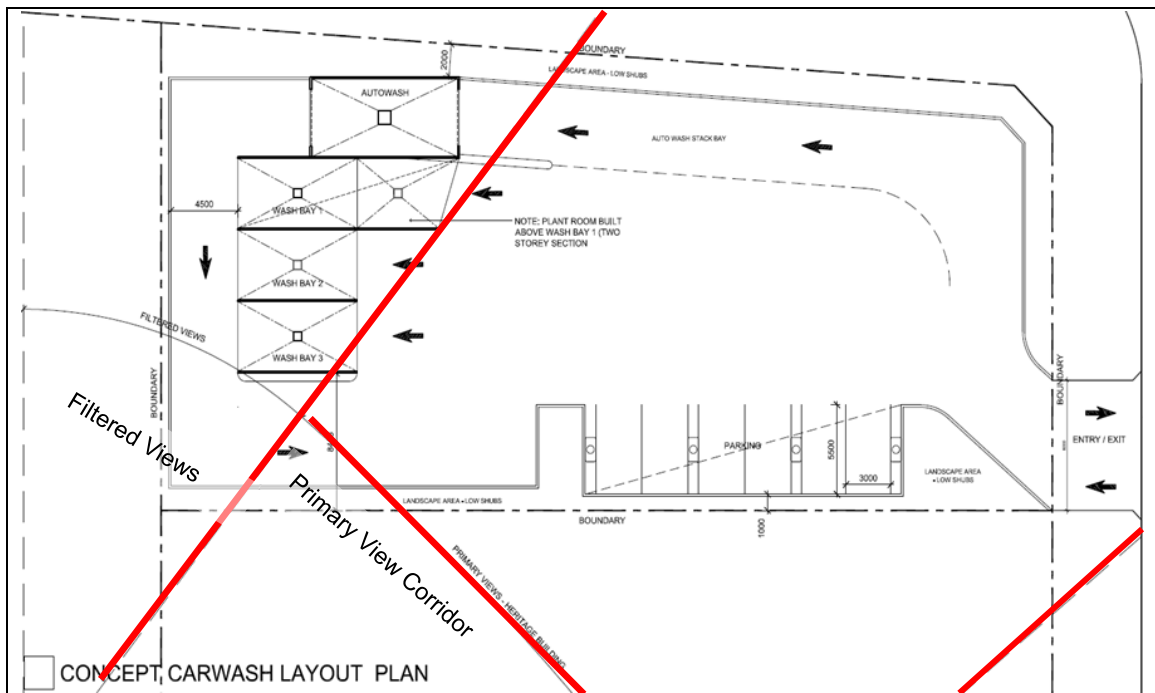 BOUNDARY
LANDSCAPE AREA - LOW SHUBS
2000
AUTOWASH
AUTO WASH STACK BAY
4500
WASH BAY 1
NOTE: PLANT ROOM BUILT
ABOVE WASH BAY 1 (TWO
STOREY SECTION
WASH BAY 2
FILTERED VIEWS
WASH BAY 3
BOUNDARY
BOUNDARY
Filtered Views
PARKING
5500
3000
ENTRY / EXIT
LANDSCAPE AREA
- LOW SHUBS
Primary View Corridor
LANDSCAPE AREA - LOW SHUBS
BOUNDARY
1000
PRIMARY VIEWS - HERITAGE BUILDING
CONCEPT CARWASH LAYOUT PLAN